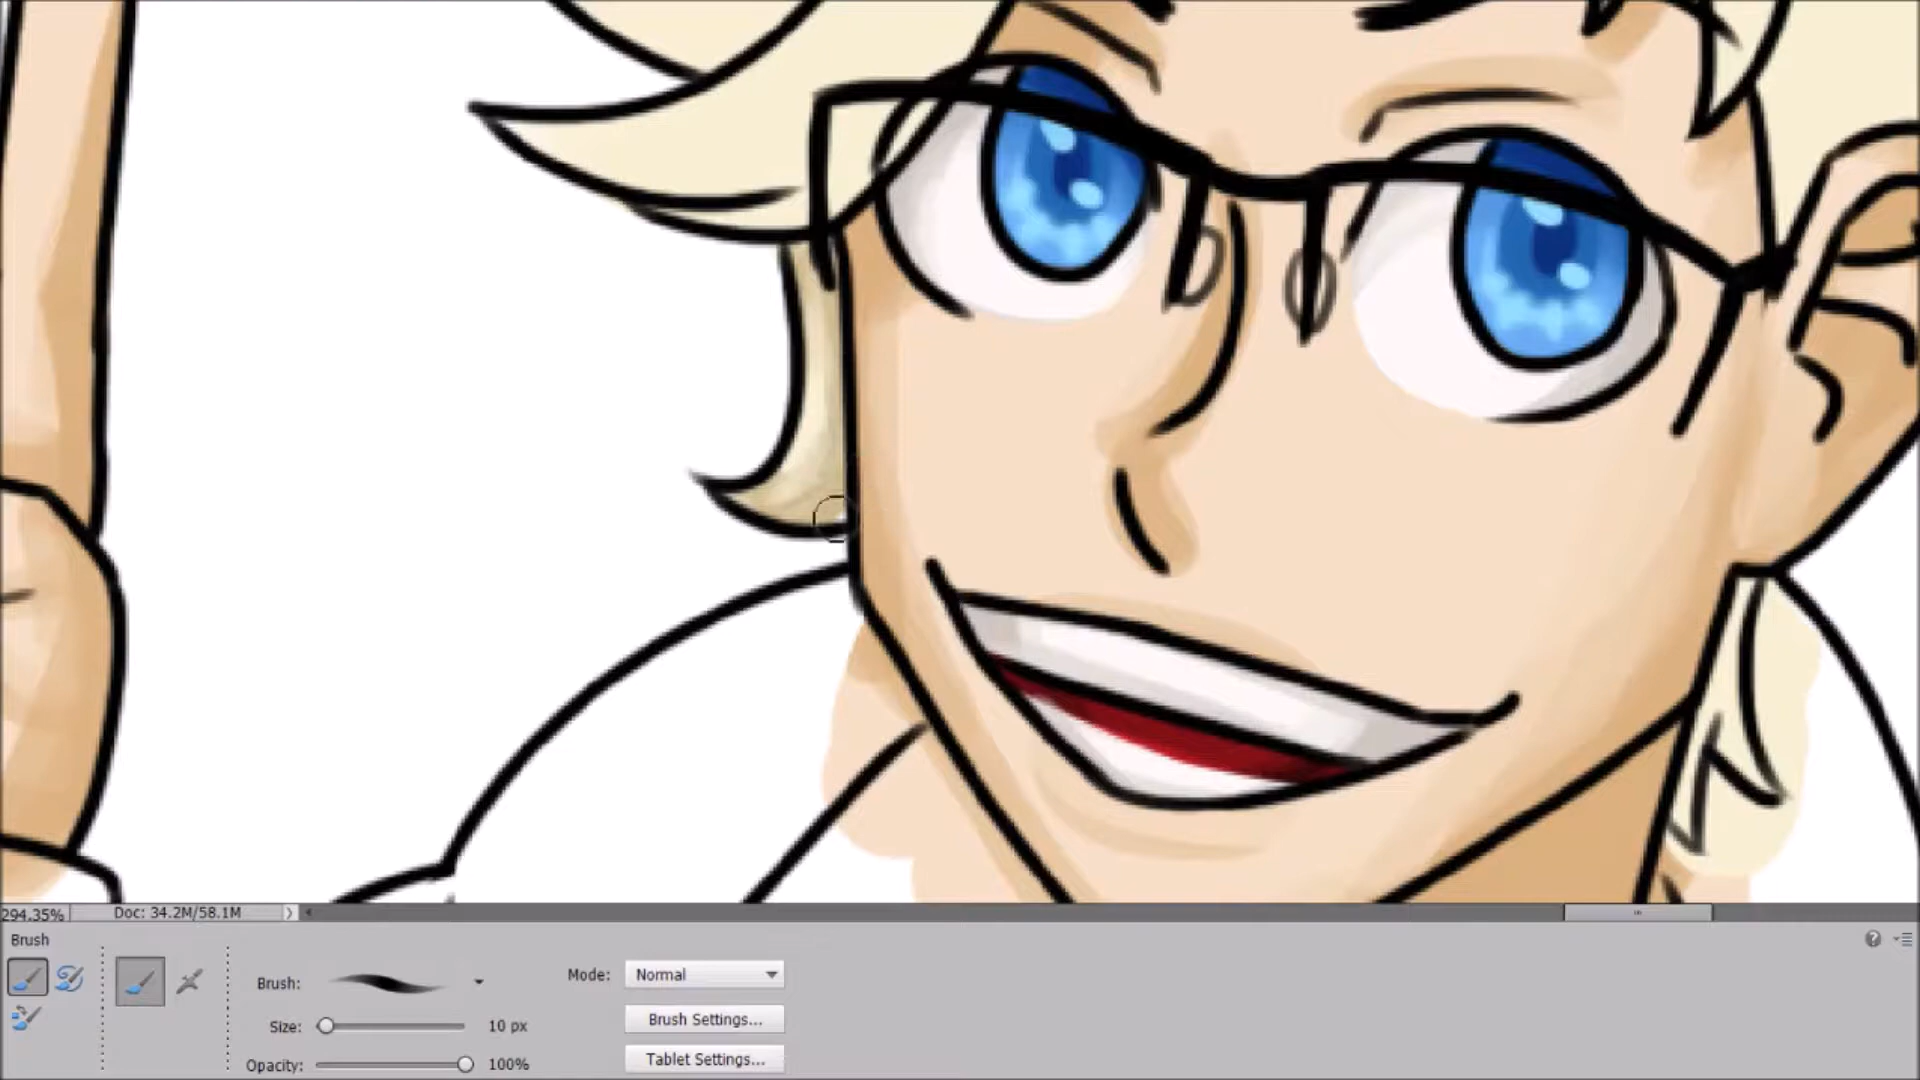 294.35% Doc: 34.2M/58.1M
Brush
Brush:
Size: 10 px
Opacity: 100%
Mode: Normal
Brush Settings...
Tablet Settings...